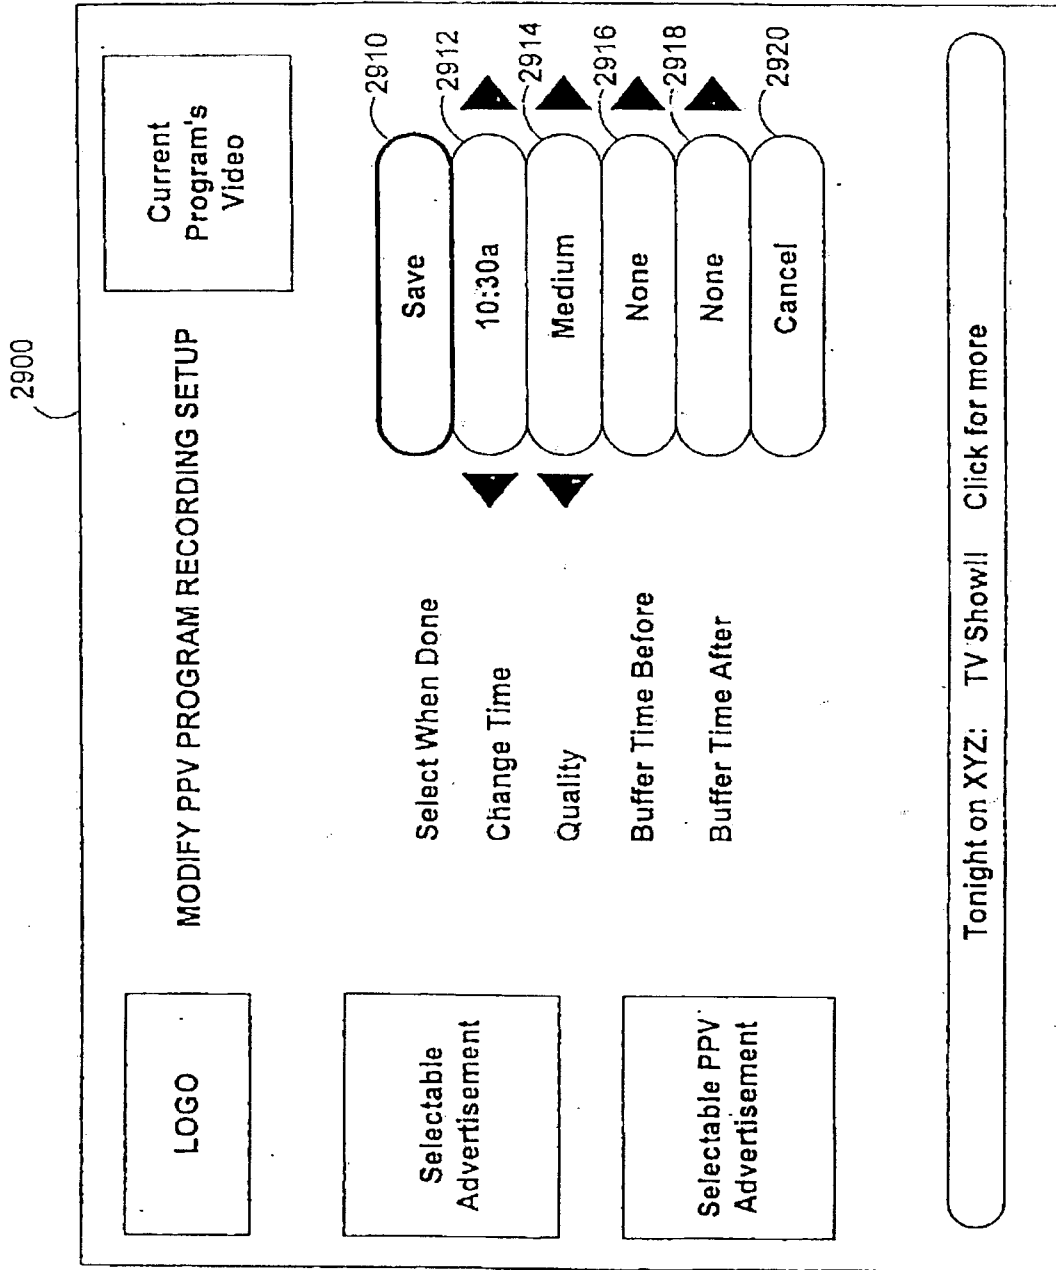 2900
LOGO
MODIFY PPV PROGRAM RECORDING SETUP
Current
Program's
Video
Selectable
Advertisement
Selectable PPV
Advertisement
Select When Done
Save
2910
Change Time
10:30a
2912
Quality
Medium
2914
Buffer Time Before
None
2916
Buffer Time After
None
2918
Cancel
2920
Tonight on XYZ: TV Show!! Click for more